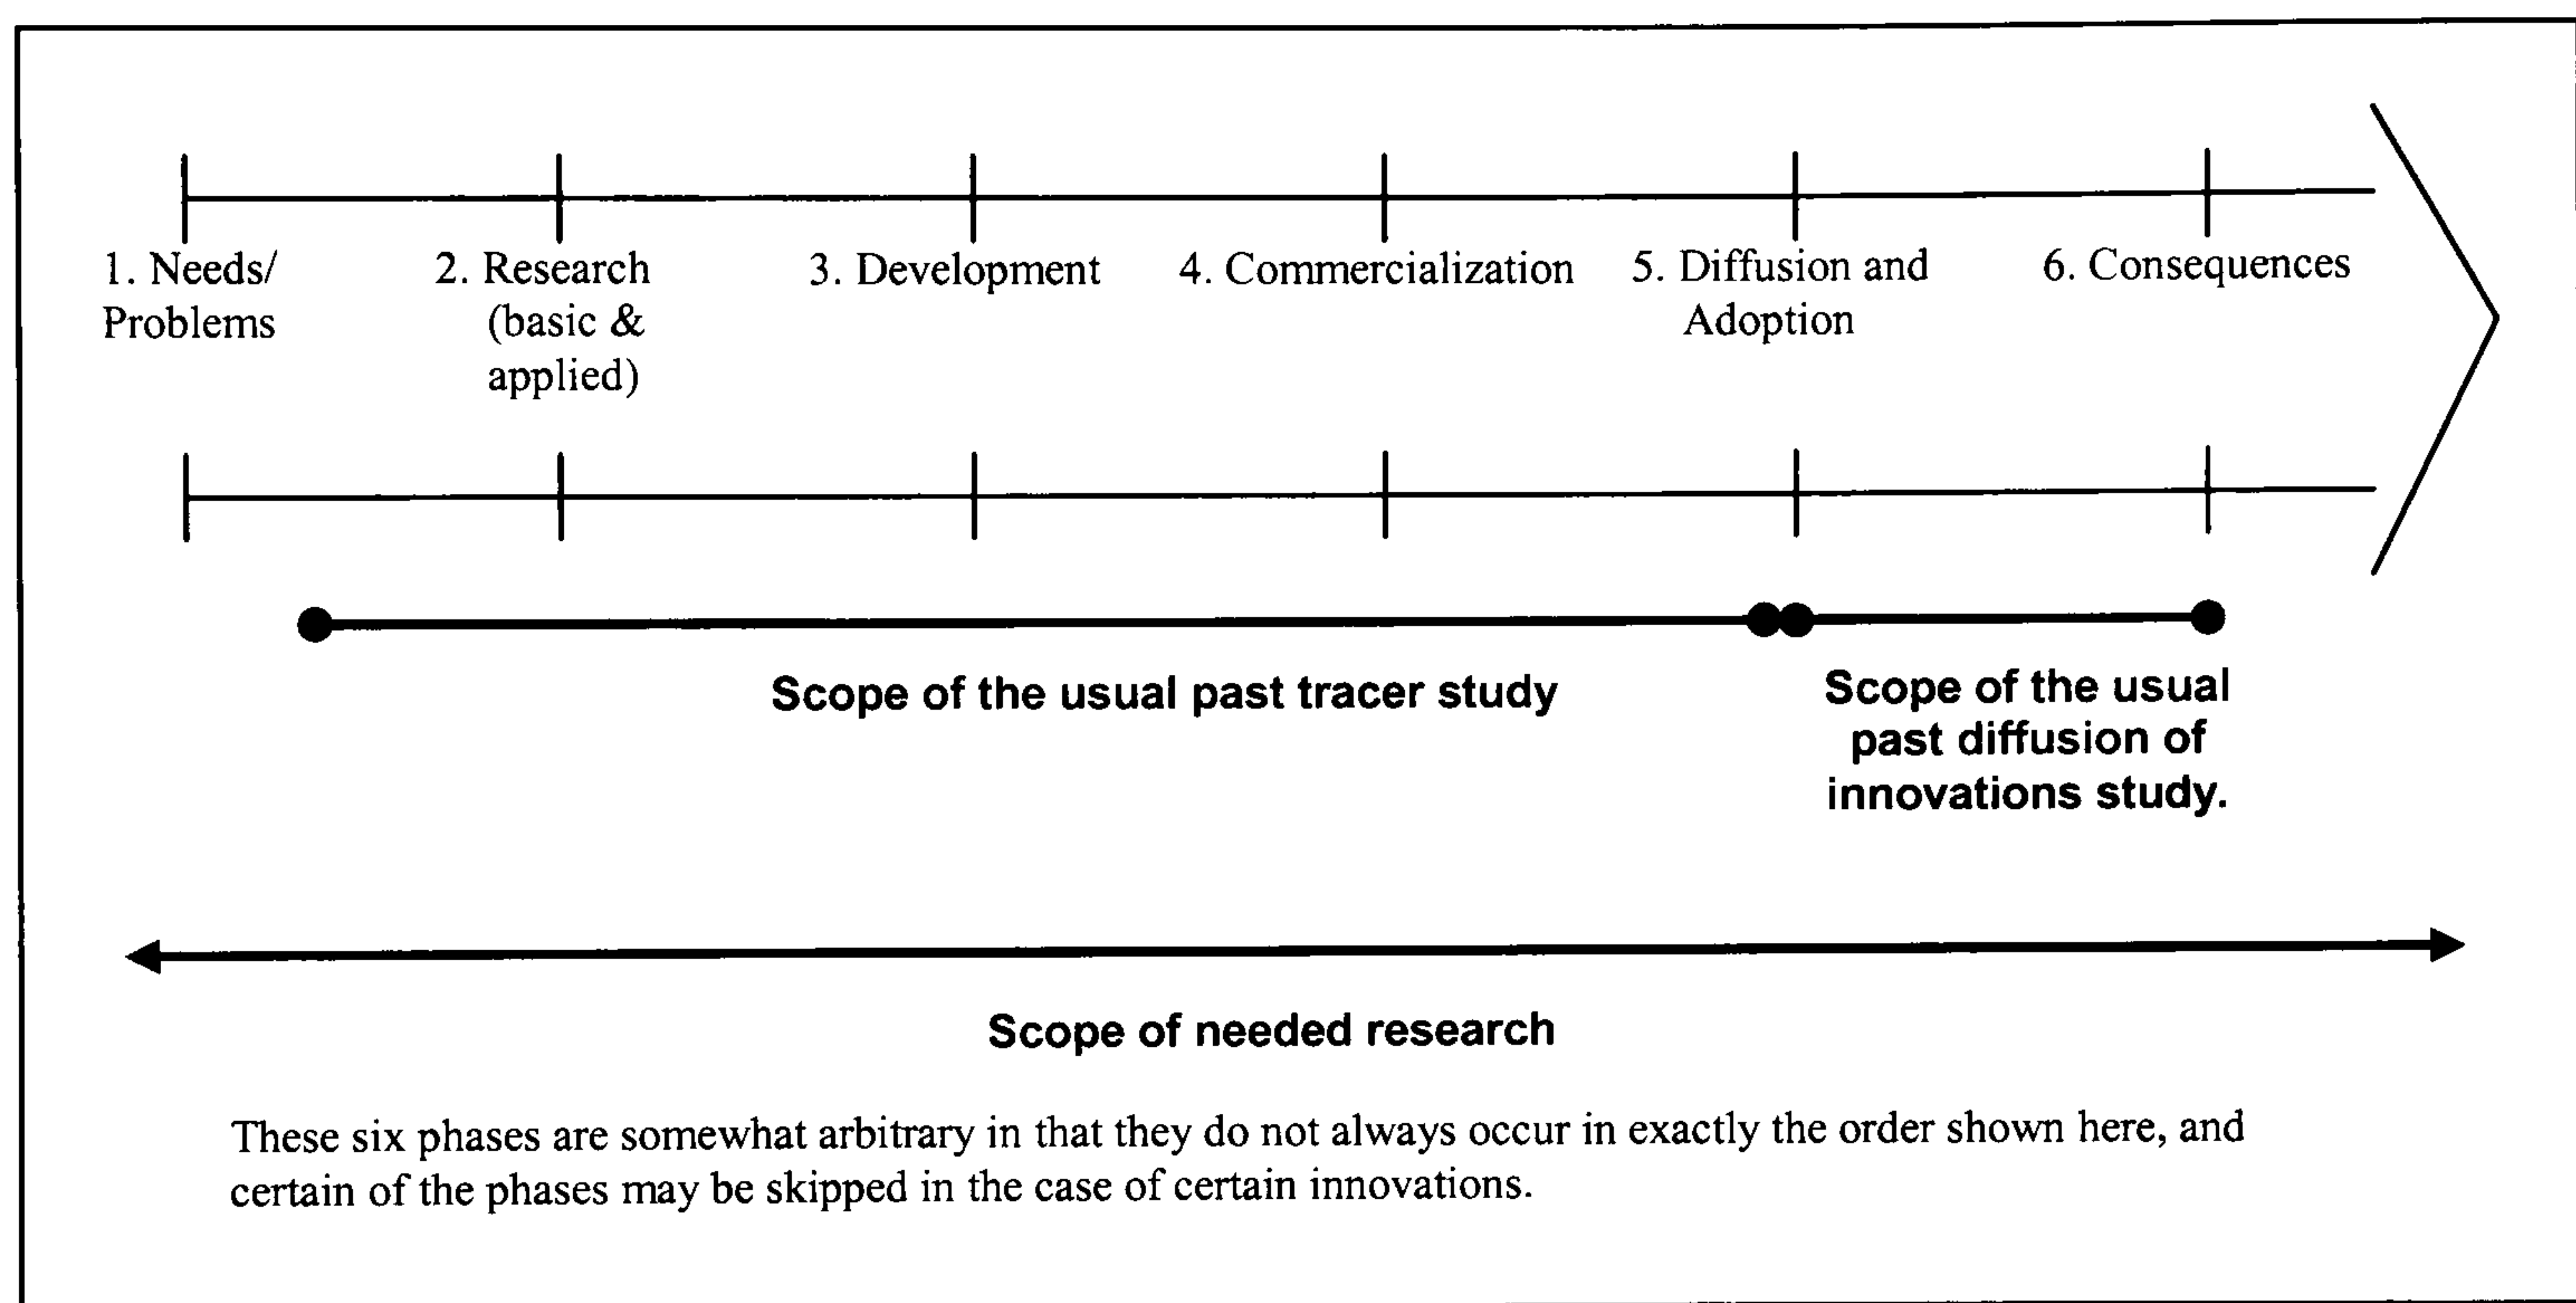 1. Needs/
Problems
2. Research
(basic &
applied)
3. Development
4. Commercialization
5. Diffusion and
Adoption
6. Consequences
Scope of the usual past tracer study
Scope of the usual
past diffusion of
innovations study.
Scope of needed research
These six phases are somewhat arbitrary in that they do not always occur in exactly the order shown here, and
certain of the phases may be skipped in the case of certain innovations.